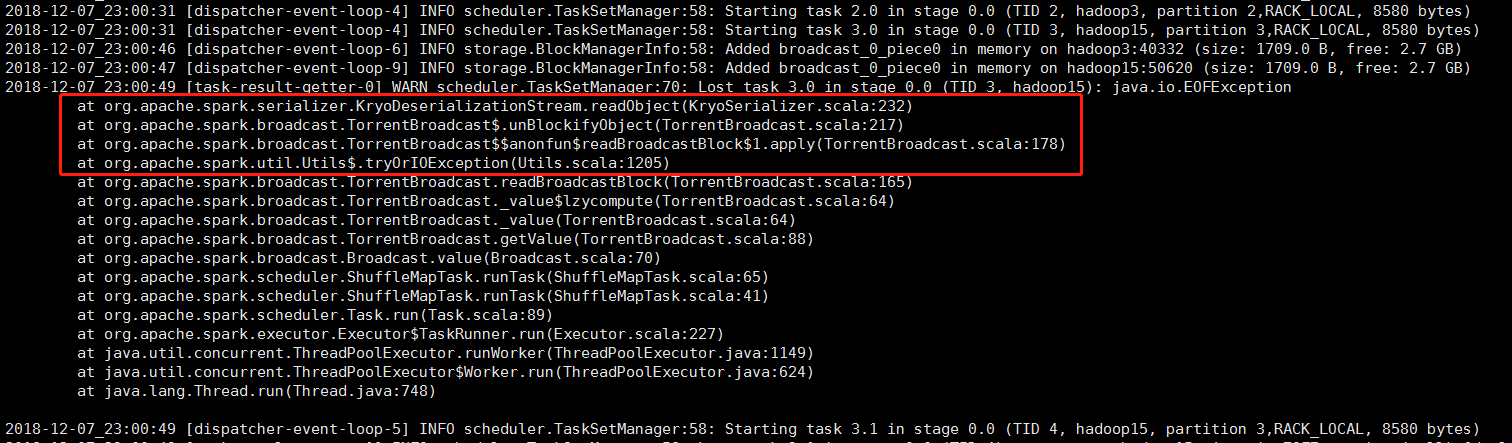 2018-12-07_23:00:31 [dispatcher-event-loop-4] INFO scheduler.TaskSetManager:58: Starting task 2.0 in stage 0.0 (TID 2, hadoop3, partition 2,RACK_LOCAL, 8580 bytes)
2018-12-07_23:00:31 [dispatcher-event-loop-4] INFO scheduler.TaskSetManager:58: Starting task 3.0 in stage 0.0 (TID 3, hadoop15, partition 3,RACK_LOCAL, 8580 bytes)
2018-12-07_23:00:46 [dispatcher-event-loop-6] INFO storage.BlockManagerInfo:58: Added broadcast_0_piece0 in memory on hadoop3:40332 (size: 1709.0 B, free: 2.7 GB)
2018-12-07_23:00:47 [dispatcher-event-loop-9] INFO storage.BlockManagerInfo:58: Added broadcast_0_piece0 in memory on hadoop15:50620 (size: 1709.0 B, free: 2.7 GB)
2018-12-07_23:00:49 [task-result-getter-0] WARN scheduler.TaskSetManager:70: Lost task 3.0 in stage 0.0 (TID 3, hadoop15): java.io.EOFException
at org.apache.spark.serializer.KryoDeserializationStream.readObject(KryoSerializer.scala:232)
at org.apache.spark.broadcast.TorrentBroadcast$.unBlockifyObject(TorrentBroadcast.scala:217)
at org.apache.spark.broadcast.TorrentBroadcast$$anonfun$readBroadcastBlock$1.apply(TorrentBroadcast.scala:178)
at org.apache.spark.util.Utils$.tryOrIOException(Utils.scala:1205)
at org.apache.spark.broadcast.TorrentBroadcast.readBroadcastBlock(TorrentBroadcast.scala:165)
at org.apache.spark.broadcast.TorrentBroadcast._value$lzycompute(TorrentBroadcast.scala:64)
at org.apache.spark.broadcast.TorrentBroadcast._value(TorrentBroadcast.scala:64)
at org.apache.spark.broadcast.TorrentBroadcast.getValue(TorrentBroadcast.scala:88)
at org.apache.spark.broadcast.Broadcast.value(Broadcast.scala:70)
at org.apache.spark.scheduler.ShuffleMapTask.runTask(ShuffleMapTask.scala:65)
at org.apache.spark.scheduler.ShuffleMapTask.runTask(ShuffleMapTask.scala:41)
at org.apache.spark.scheduler.Task.run(Task.scala:89)
at org.apache.spark.executor.Executor$TaskRunner.run(Executor.scala:227)
at java.util.concurrent.ThreadPoolExecutor.runWorker(ThreadPoolExecutor.java:1149)
at java.util.concurrent.ThreadPoolExecutor$Worker.run(ThreadPoolExecutor.java:624)
at java.lang.Thread.run(Thread.java:748)
2018-12-07_23:00:49 [dispatcher-event-loop-5] INFO scheduler.TaskSetManager:58: Starting task 3.1 in stage 0.0 (TID 4, hadoop15, partition 3,RACK_LOCAL, 8580 bytes)